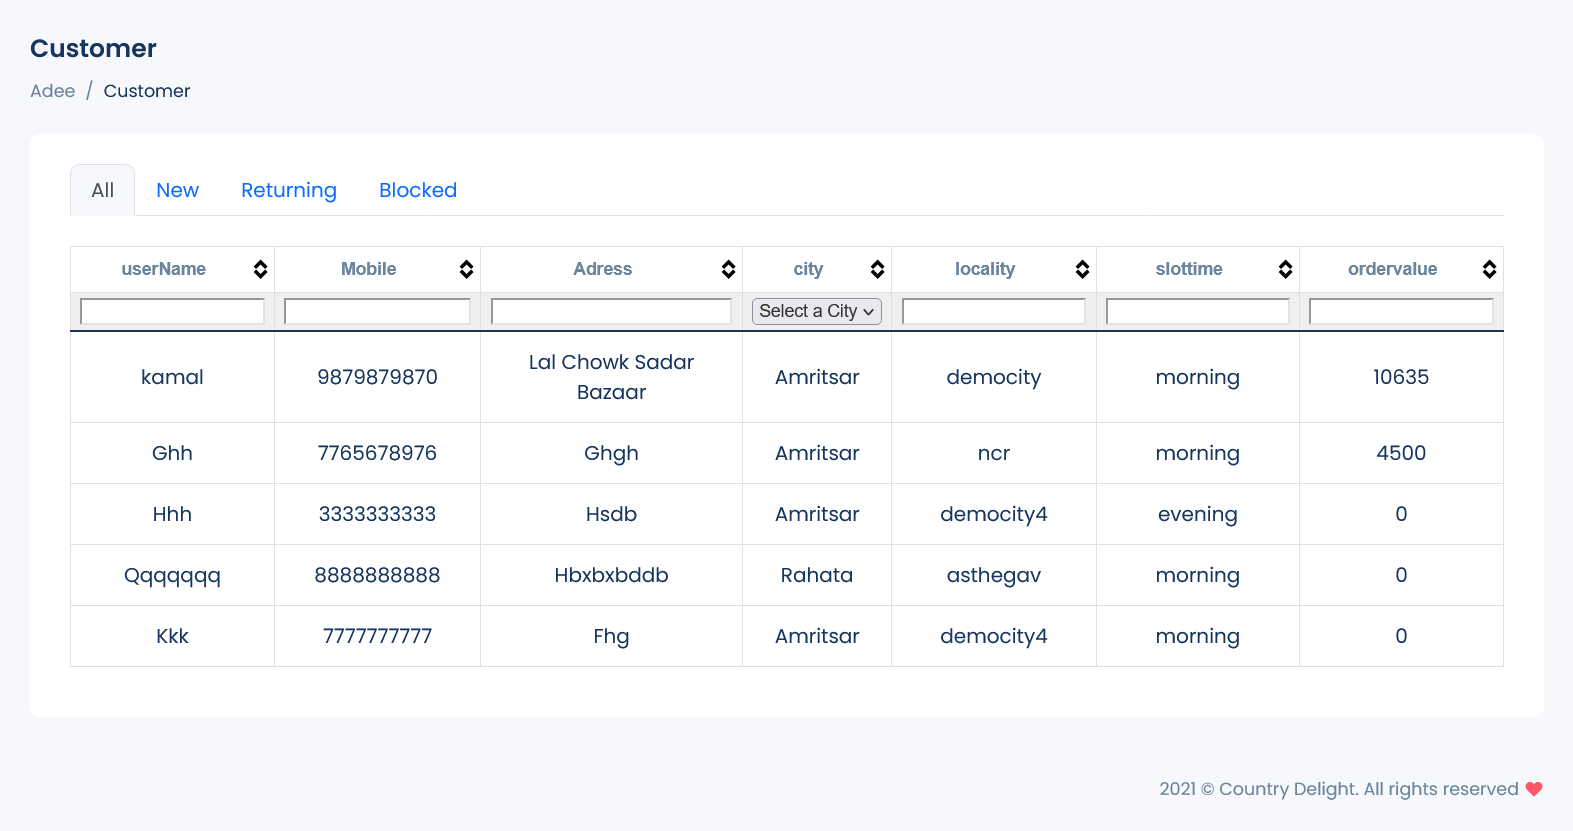 Customer
Adee / Customer
All New Returning Blocked
userName Mobile Adress city locality slottime ordervalue
Select a City
kamal 9879879870 Lal Chowk Sadar Bazaar Amritsar democity morning 10635
Ghh 7765678976 Ghgh Amritsar ncr morning 4500
Hhh 3333333333 Hsdb Amritsar democity4 evening 0
Qqqqqqq 8888888888 Hbxbxbddb Rahata asthegav morning 0
Kkk 7777777777 Fhg Amritsar democity4 morning 0
2021 © Country Delight. All rights reserved